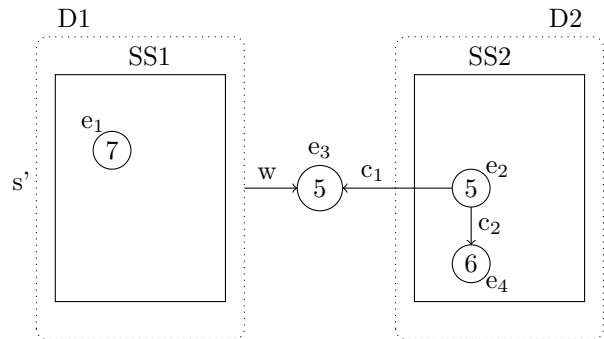 D1 D2
SS1 SS2
e₁ 7
s'
w
e₃ 5
c₁
e₂ 5
c₂
6 e₄